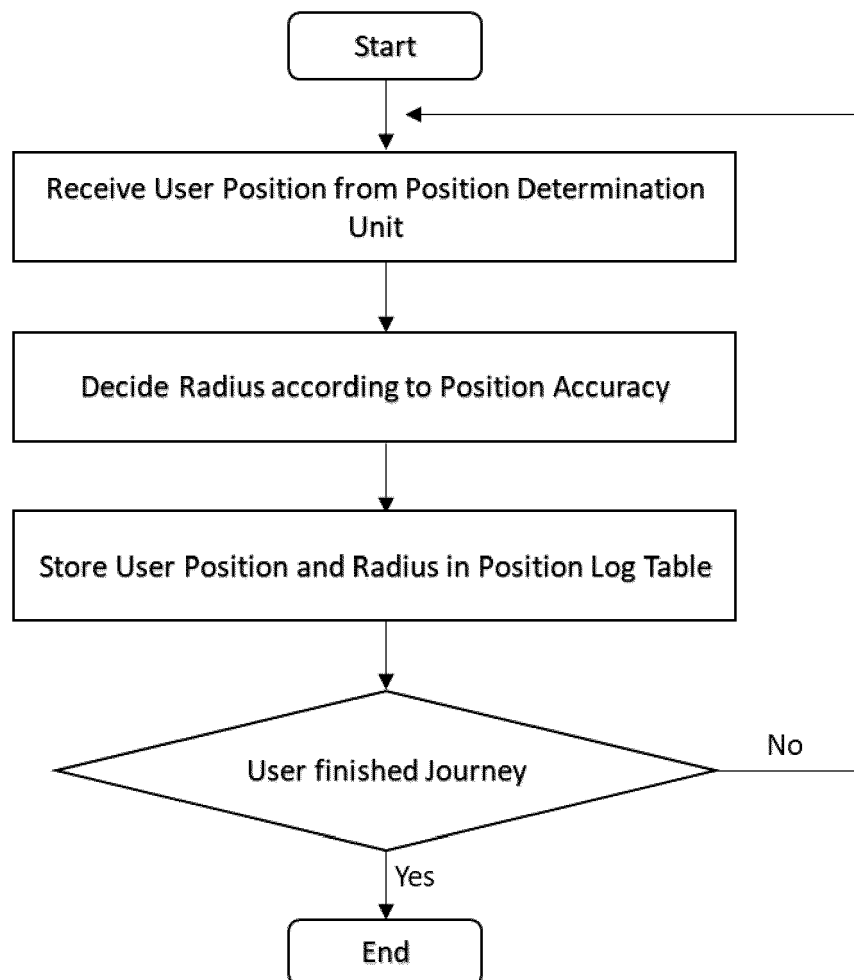 Start
Receive User Position from Position Determination
Unit
Decide Radius according to Position Accuracy
Store User Position and Radius in Position Log Table
User finished Journey
No
Yes
End